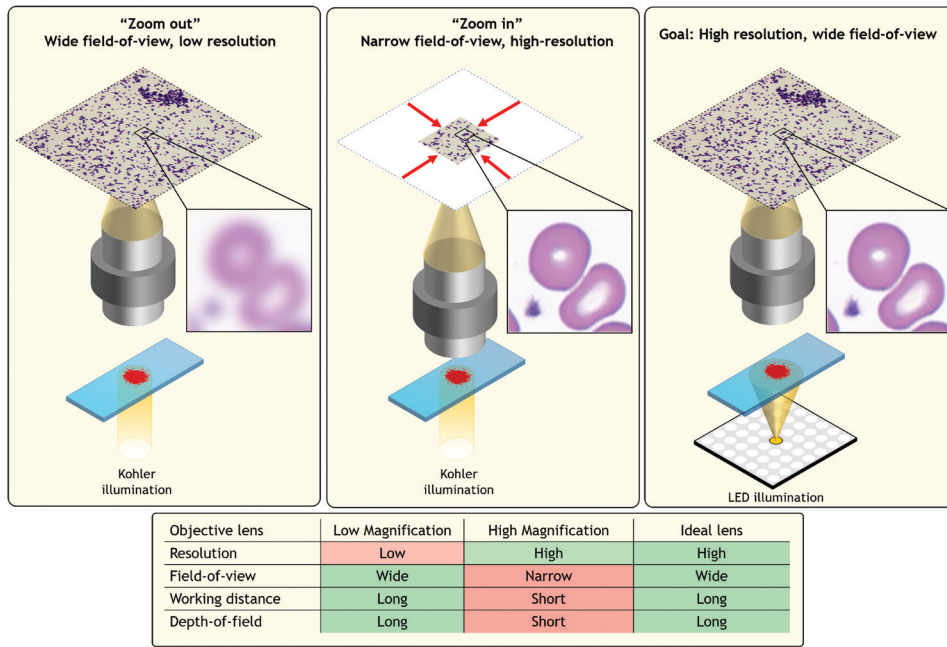 “Zoom out”
Wide field-of-view, low resolution
Kohler
illumination
“Zoom in”
Narrow field-of-view, high-resolution
Kohler
illumination
Goal: High resolution, wide field-of-view
LED illumination
Objective lens Low Magnification High Magnification Ideal lens
Resolution Low High High
Field-of-view Wide Narrow Wide
Working distance Long Short Long
Depth-of-field Long Short Long